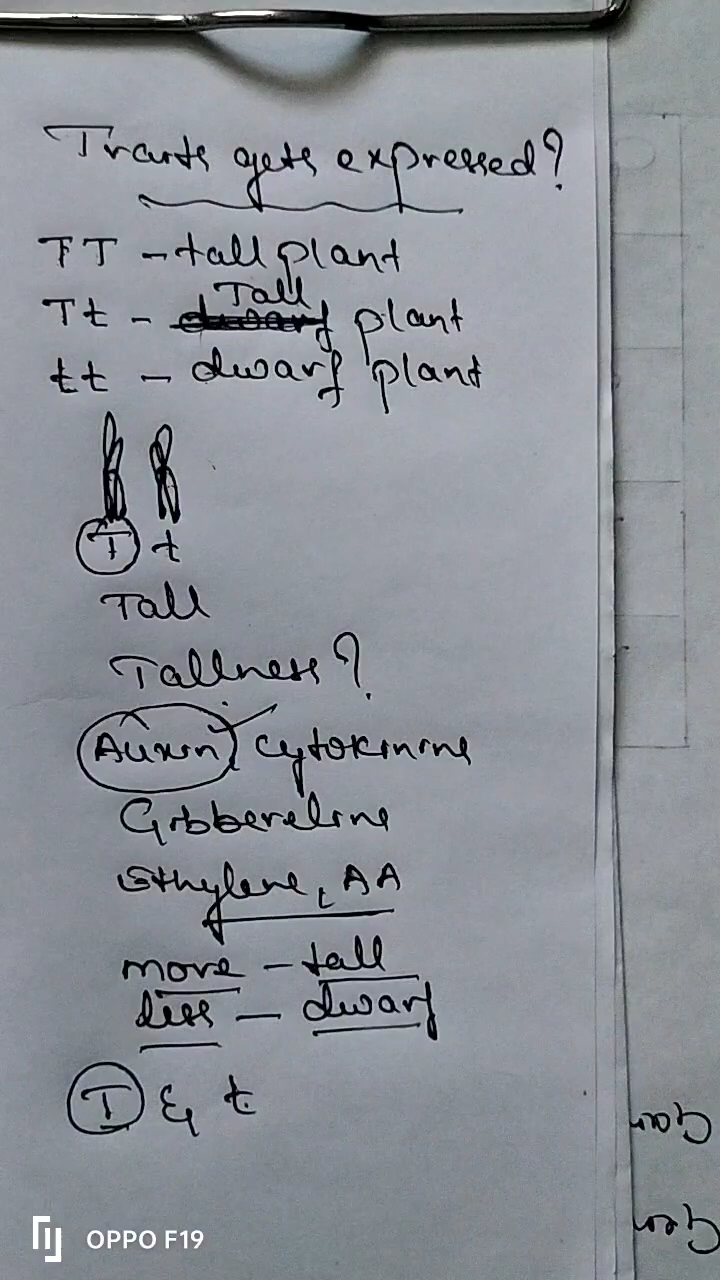 Traits gets expressed?
TT - tall plant
Tt - Tall plant
tt - dwarf plant
T t
Tall
Tallness?
Auxin, cytokinine
Gibbereline
Ethylene, AA
more - tall
less - dwarf
T & t
OPPO F19